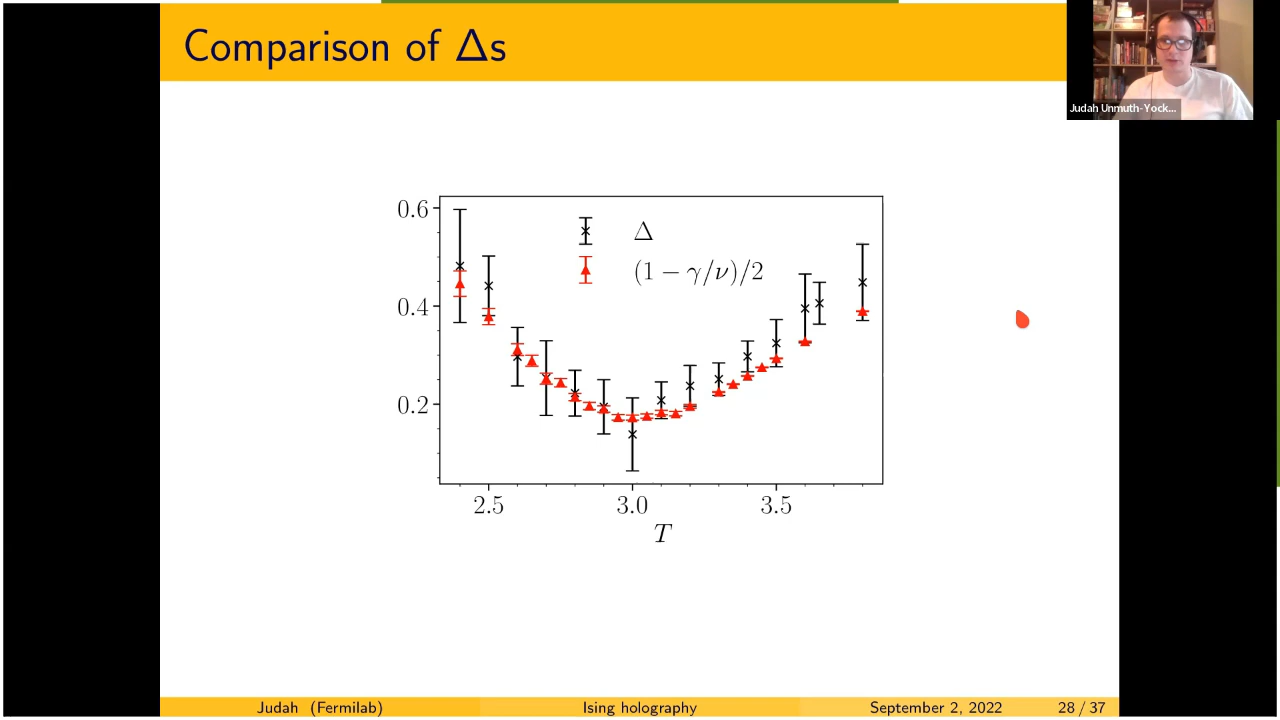 Comparison of Δs
Judah Unmuth-Yock...
0.6
0.4
0.2
Δ
(1 − γ/ν)/2
2.5 3.0 3.5
T
Judah (Fermilab) Ising holography September 2, 2022 28 / 37